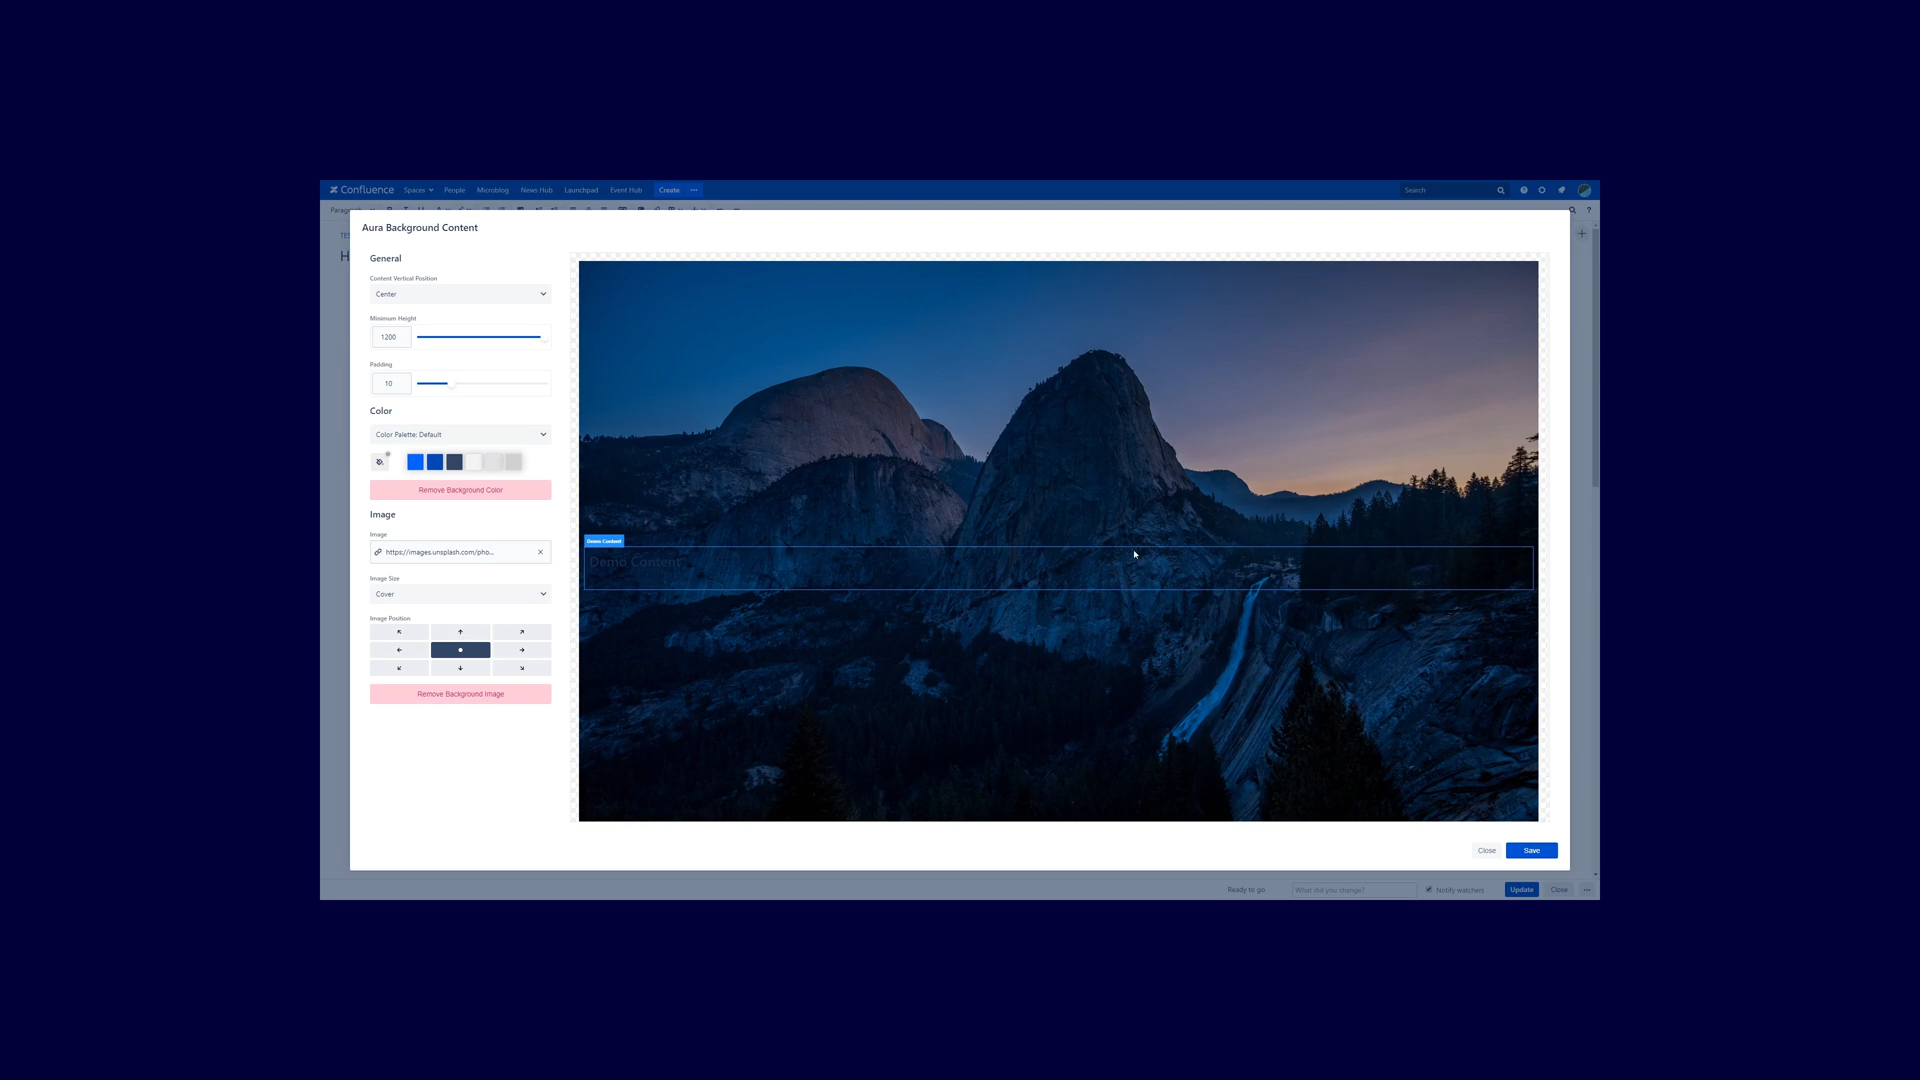 Confluence Spaces People Microblog News Hub Launchpad Event Hub Create Search
Aura Background Content
General
Content Vertical Position
Center
Minimum Height
1200
Padding
10
Color
Color Palette: Default
Remove Background Color
Image
Image
https://images.unsplash.com/pho...
Image Size
Cover
Image Position
Remove Background Image
Demo Content
Demo Content
Close Save
Ready to go What did you change? Notify watchers Update Close